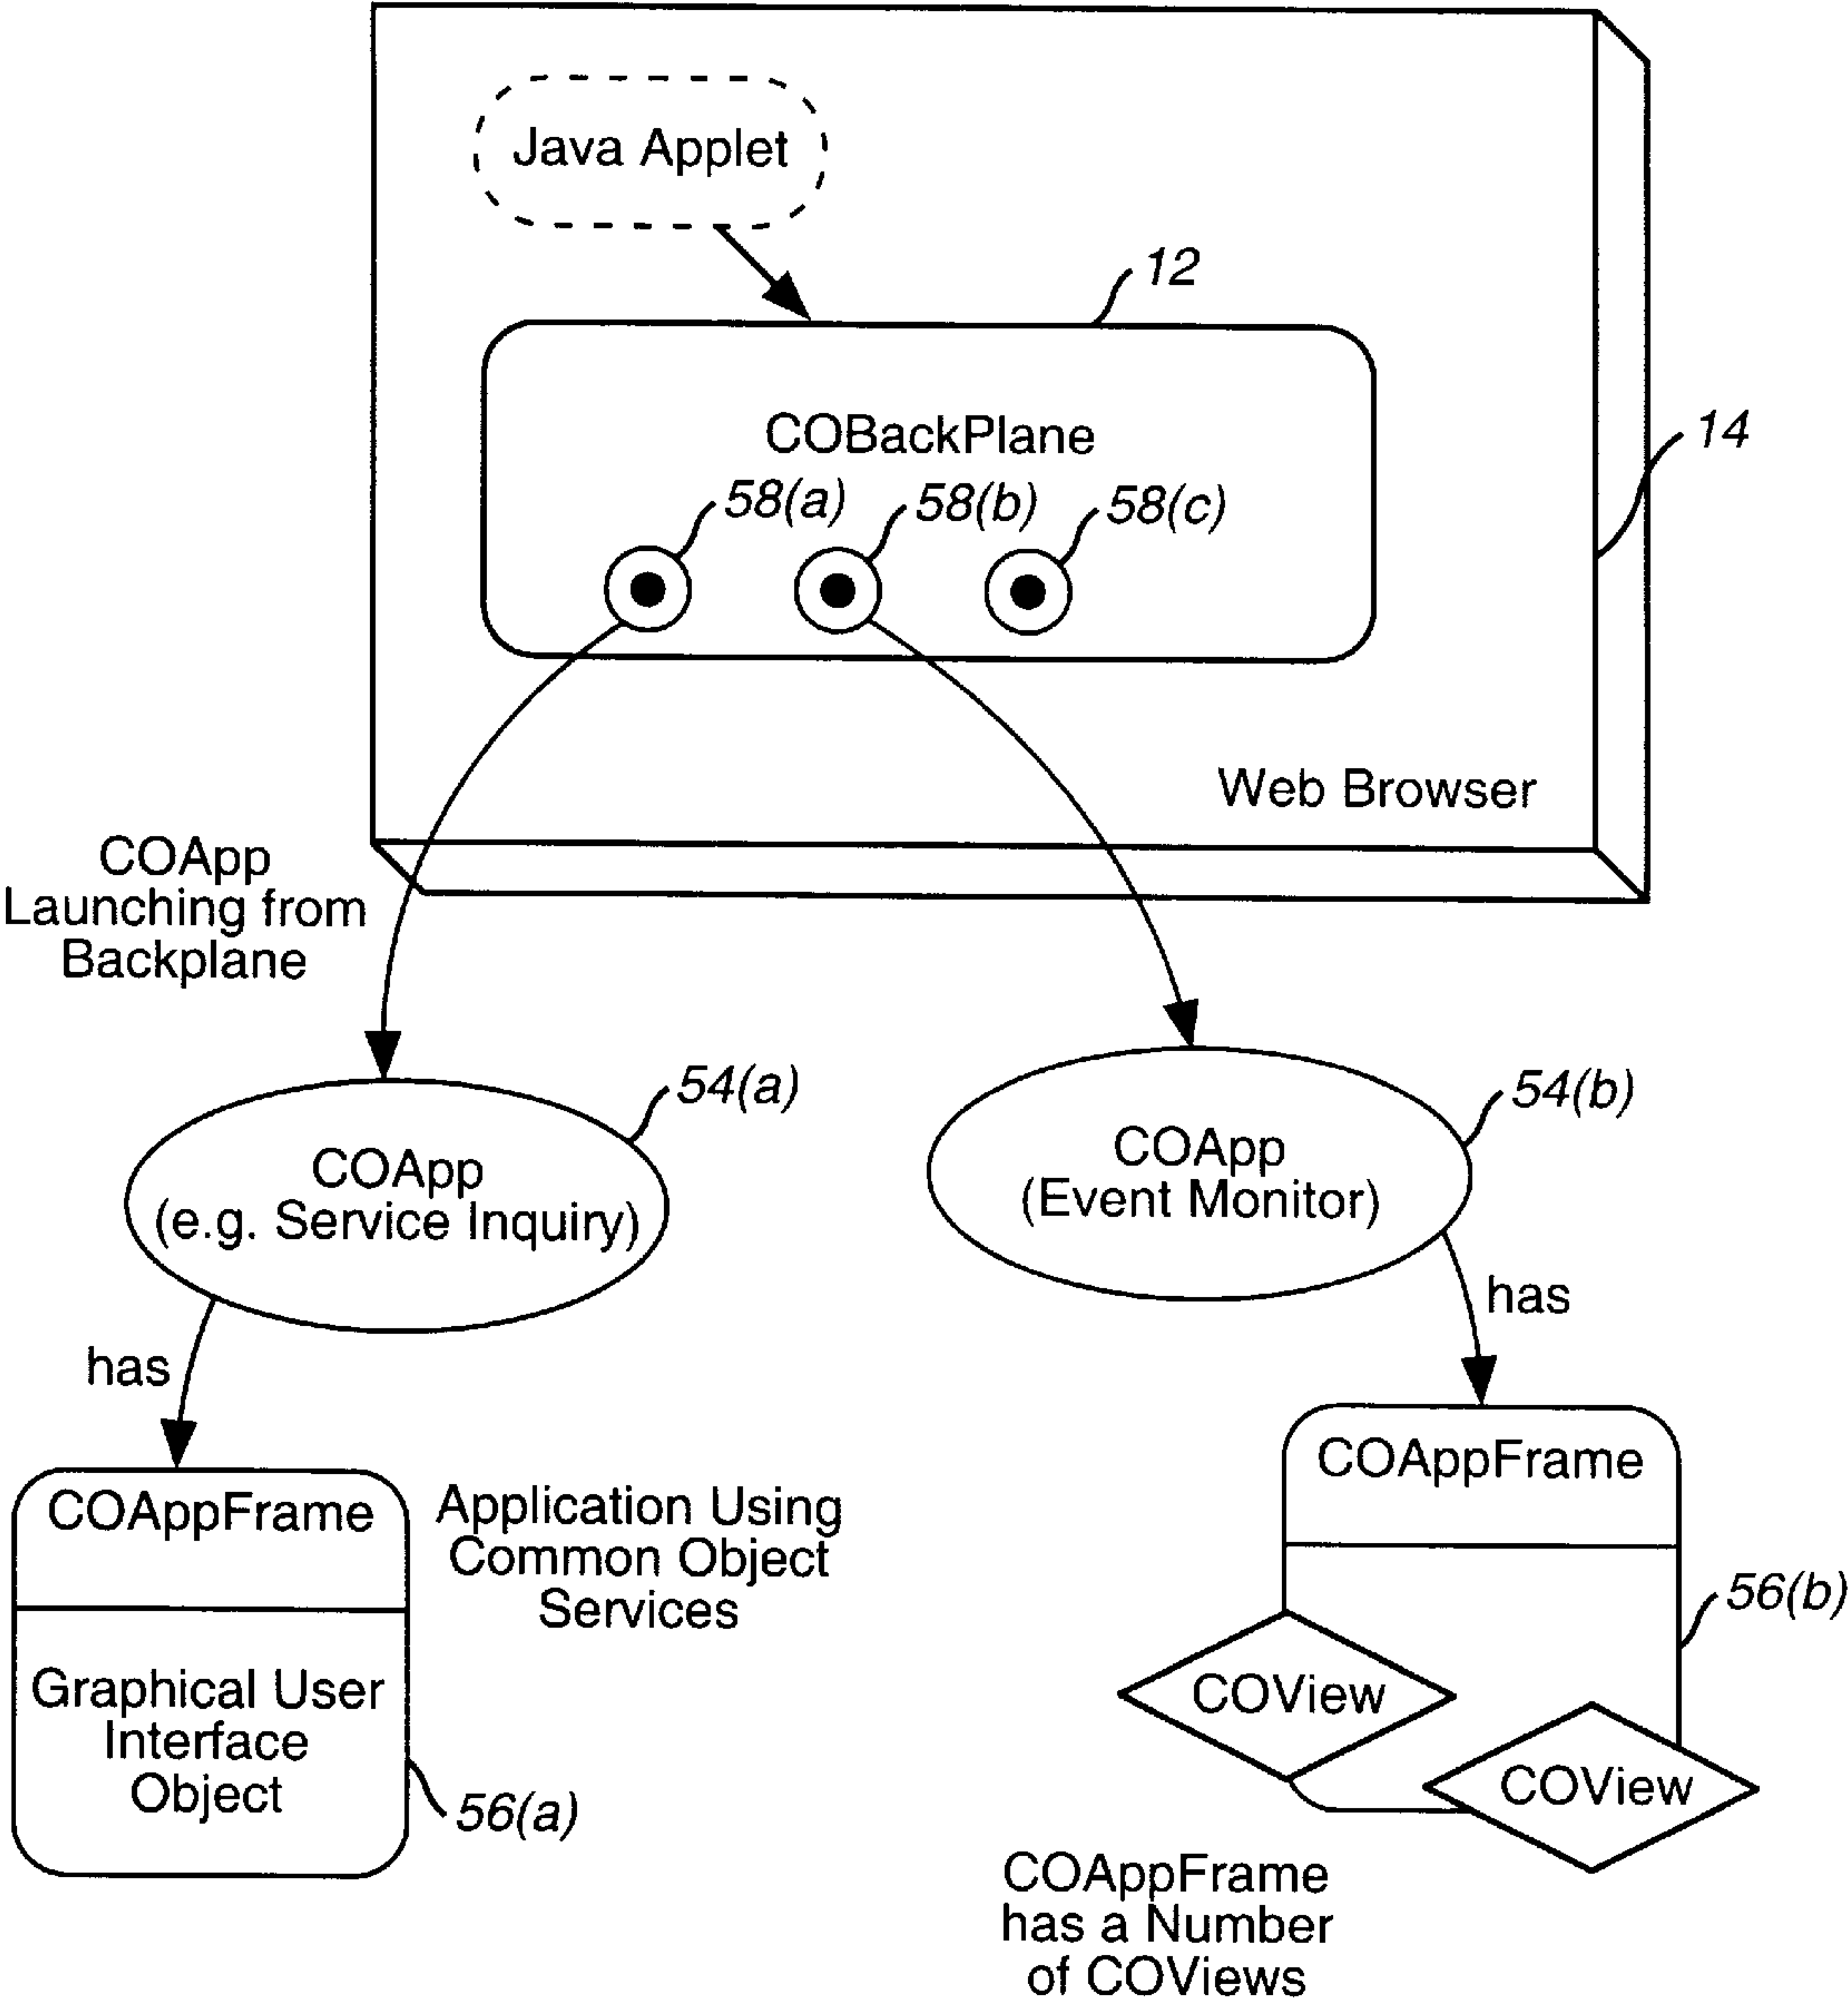 Java Applet
12
COBackPlane
14
58(a)
58(b)
58(c)
Web Browser
COApp
Launching from
Backplane
54(a)
COApp
(e.g. Service Inquiry)
54(b)
COApp
(Event Monitor)
has
has
COAppFrame
Graphical User
Interface
Object
56(a)
Application Using
Common Object
Services
COAppFrame
56(b)
COView
COView
COAppFrame
has a Number
of COViews